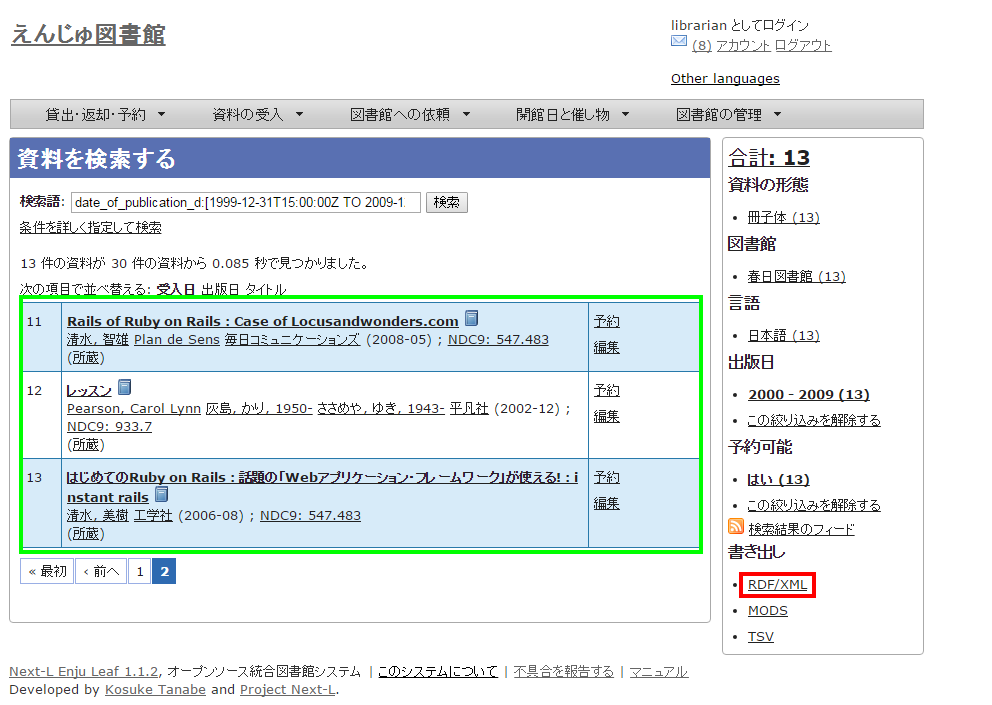 えんじゅ図書館
librarian としてログイン
(8) アカウント ログアウト
Other languages
貸出・返却・予約 ▼ 資料の受入 ▼ 図書館への依頼 ▼ 開館日と催し物 ▼ 図書館の管理 ▼
資料を検索する
検索語: date_of_publication_d:[1999-12-31T15:00:00Z TO 2009-1. 検索
条件を詳しく指定して検索
13 件の資料が 30 件の資料から 0.085 秒で見つかりました。
次の項目で並べ替える: 受入日 出版日 タイトル
11 Rails of Ruby on Rails : Case of Locusandwonders.com 予約
清水, 智雄 Plan de Sens 毎日コミュニケーションズ (2008-05) ; NDC9: 547.483 編集
(所蔵)
12 レッスン 予約
Pearson, Carol Lynn 灰島, かり, 1950- ささめや, ゆき, 1943- 平凡社 (2002-12) ; 編集
NDC9: 933.7
(所蔵)
13 はじめてのRuby on Rails : 話題の「Webアプリケーション・フレームワーク」が使える! : i 予約
nstant rails 編集
清水, 美樹 工学社 (2006-08) ; NDC9: 547.483
(所蔵)
« 最初 ‹ 前へ 1 2
合計: 13
資料の形態
• 冊子体 (13)
図書館
• 春日図書館 (13)
言語
• 日本語 (13)
出版日
• 2000 - 2009 (13)
• この絞り込みを解除する
予約可能
• はい (13)
• この絞り込みを解除する
検索結果のフィード
書き出し
• RDF/XML
• MODS
• TSV
Next-L Enju Leaf 1.1.2, オープンソース統合図書館システム | このシステムについて | 不具合を報告する | マニュアル
Developed by Kosuke Tanabe and Project Next-L.